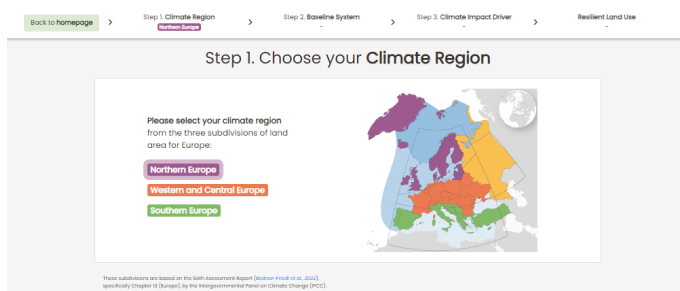 Back to homepage > Step 1. Climate Region > Step 2. Baseline System > Step 3. Climate Impact Driver > Resilient Land Use
Northern Europe - - -
Step 1. Choose your Climate Region
Please select your climate region
from the three subdivisions of land
area for Europe:
Northern Europe
Western and Central Europe
Southern Europe
These subdivisions are based on the Sixth Assessment Report (Bednar-Friedl et al., 2022),
specifically Chapter 13 (Europe), by the Intergovernmental Panel on Climate Change (IPCC).